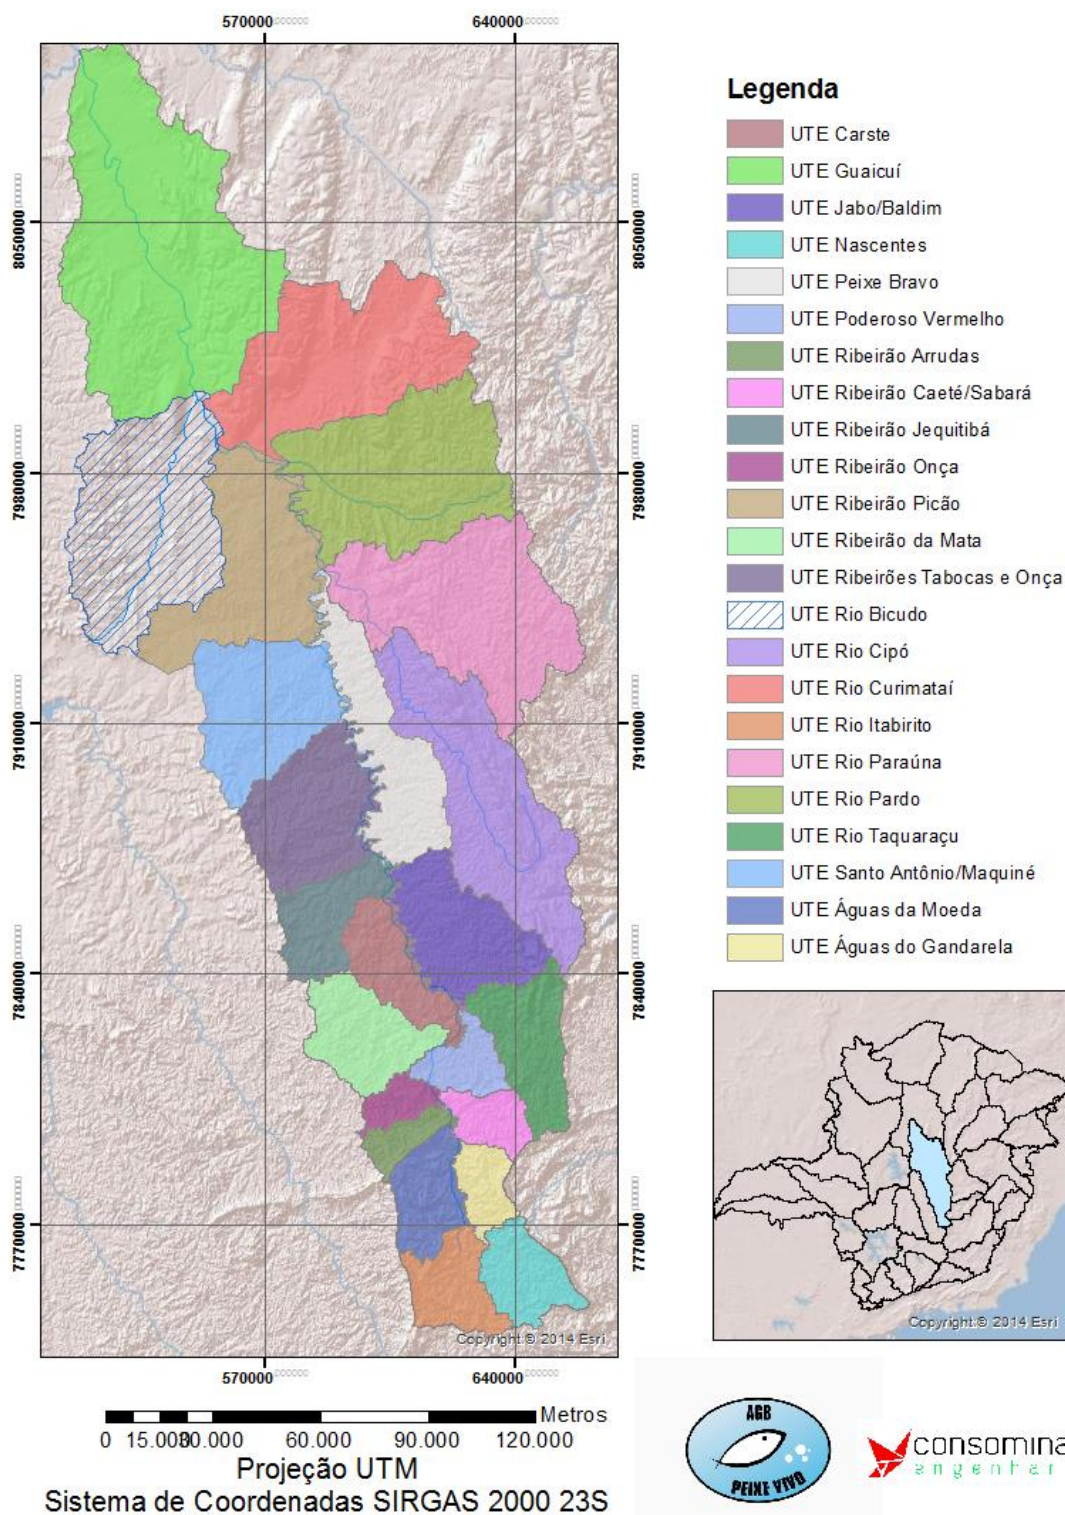 570000 640000
Legenda
UTE Carste
UTE Guaicuí
UTE Jabo/Baldim
UTE Nascentes
UTE Peixe Bravo
UTE Poderoso Vermelho
UTE Ribeirão Arrudas
UTE Ribeirão Caeté/Sabará
UTE Ribeirão Jequitibá
UTE Ribeirão Onça
UTE Ribeirão Picão
UTE Ribeirão da Mata
UTE Ribeirões Tabocas e Onça
UTE Rio Bicudo
UTE Rio Cipó
UTE Rio Curimataí
UTE Rio Itabirito
UTE Rio Paraúna
UTE Rio Pardo
UTE Rio Taquaraçu
UTE Santo Antônio/Maquiné
UTE Águas da Moeda
UTE Águas do Gandarela
8050000 8050000
7980000 7980000
7910000 7910000
7840000 7840000
7770000 7770000
Copyright:© 2014 Esri
Copyright:© 2014 Esri
570000 640000
Metros
0 15.000 30.000 60.000 90.000 120.000
Projeção UTM
Sistema de Coordenadas SIRGAS 2000 23S
AGB
PEIXE VIVO
consomina
engenhar